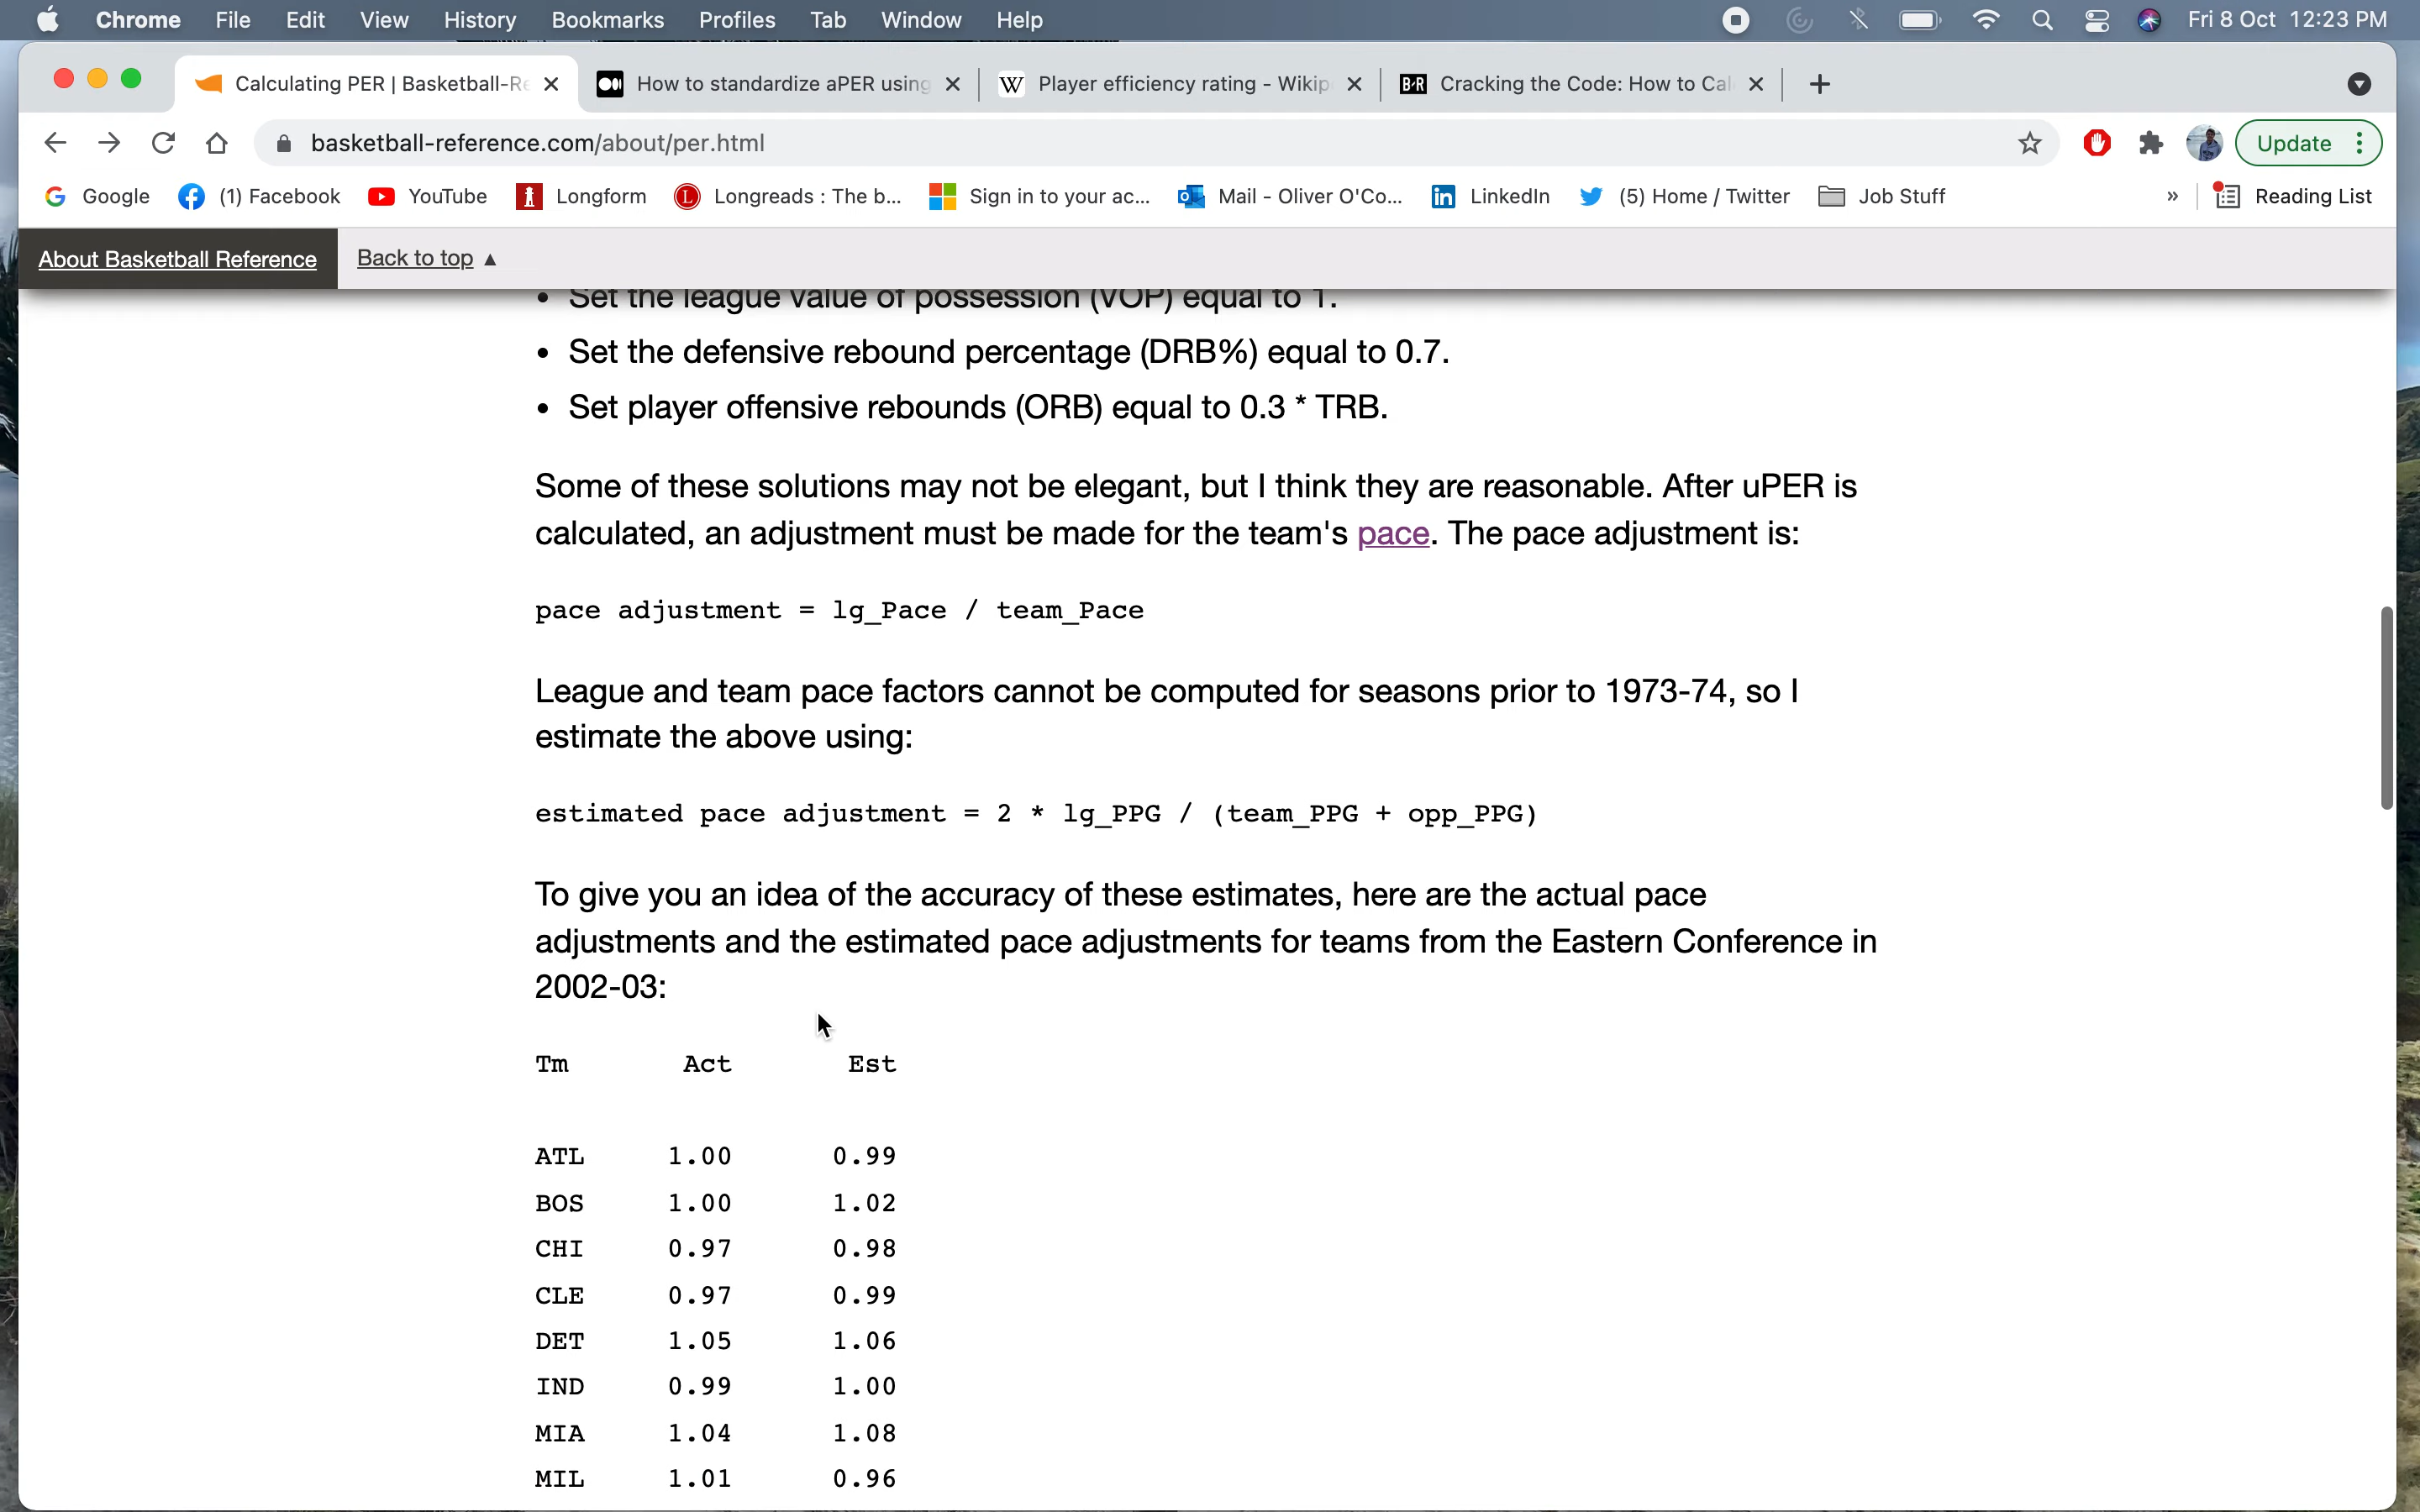 Chrome File Edit View History Bookmarks Profiles Tab Window Help Fri 8 Oct 12:23 PM
Calculating PER | Basketball-Re How to standardize aPER using Player efficiency rating - Wikip Cracking the Code: How to Cal
basketball-reference.com/about/per.html Update
Google (1) Facebook YouTube Longform Longreads : The b... Sign in to your ac... Mail - Oliver O'Co... LinkedIn (5) Home / Twitter Job Stuff » Reading List
About Basketball Reference Back to top ▲
• Set the league value of possession (VOP) equal to 1.
• Set the defensive rebound percentage (DRB%) equal to 0.7.
• Set player offensive rebounds (ORB) equal to 0.3 * TRB.
Some of these solutions may not be elegant, but I think they are reasonable. After uPER is
calculated, an adjustment must be made for the team's pace. The pace adjustment is:
pace adjustment = lg_Pace / team_Pace
League and team pace factors cannot be computed for seasons prior to 1973-74, so I
estimate the above using:
estimated pace adjustment = 2 * lg_PPG / (team_PPG + opp_PPG)
To give you an idea of the accuracy of these estimates, here are the actual pace
adjustments and the estimated pace adjustments for teams from the Eastern Conference in
2002-03:
Tm Act Est
ATL 1.00 0.99
BOS 1.00 1.02
CHI 0.97 0.98
CLE 0.97 0.99
DET 1.05 1.06
IND 0.99 1.00
MIA 1.04 1.08
MIL 1.01 0.96